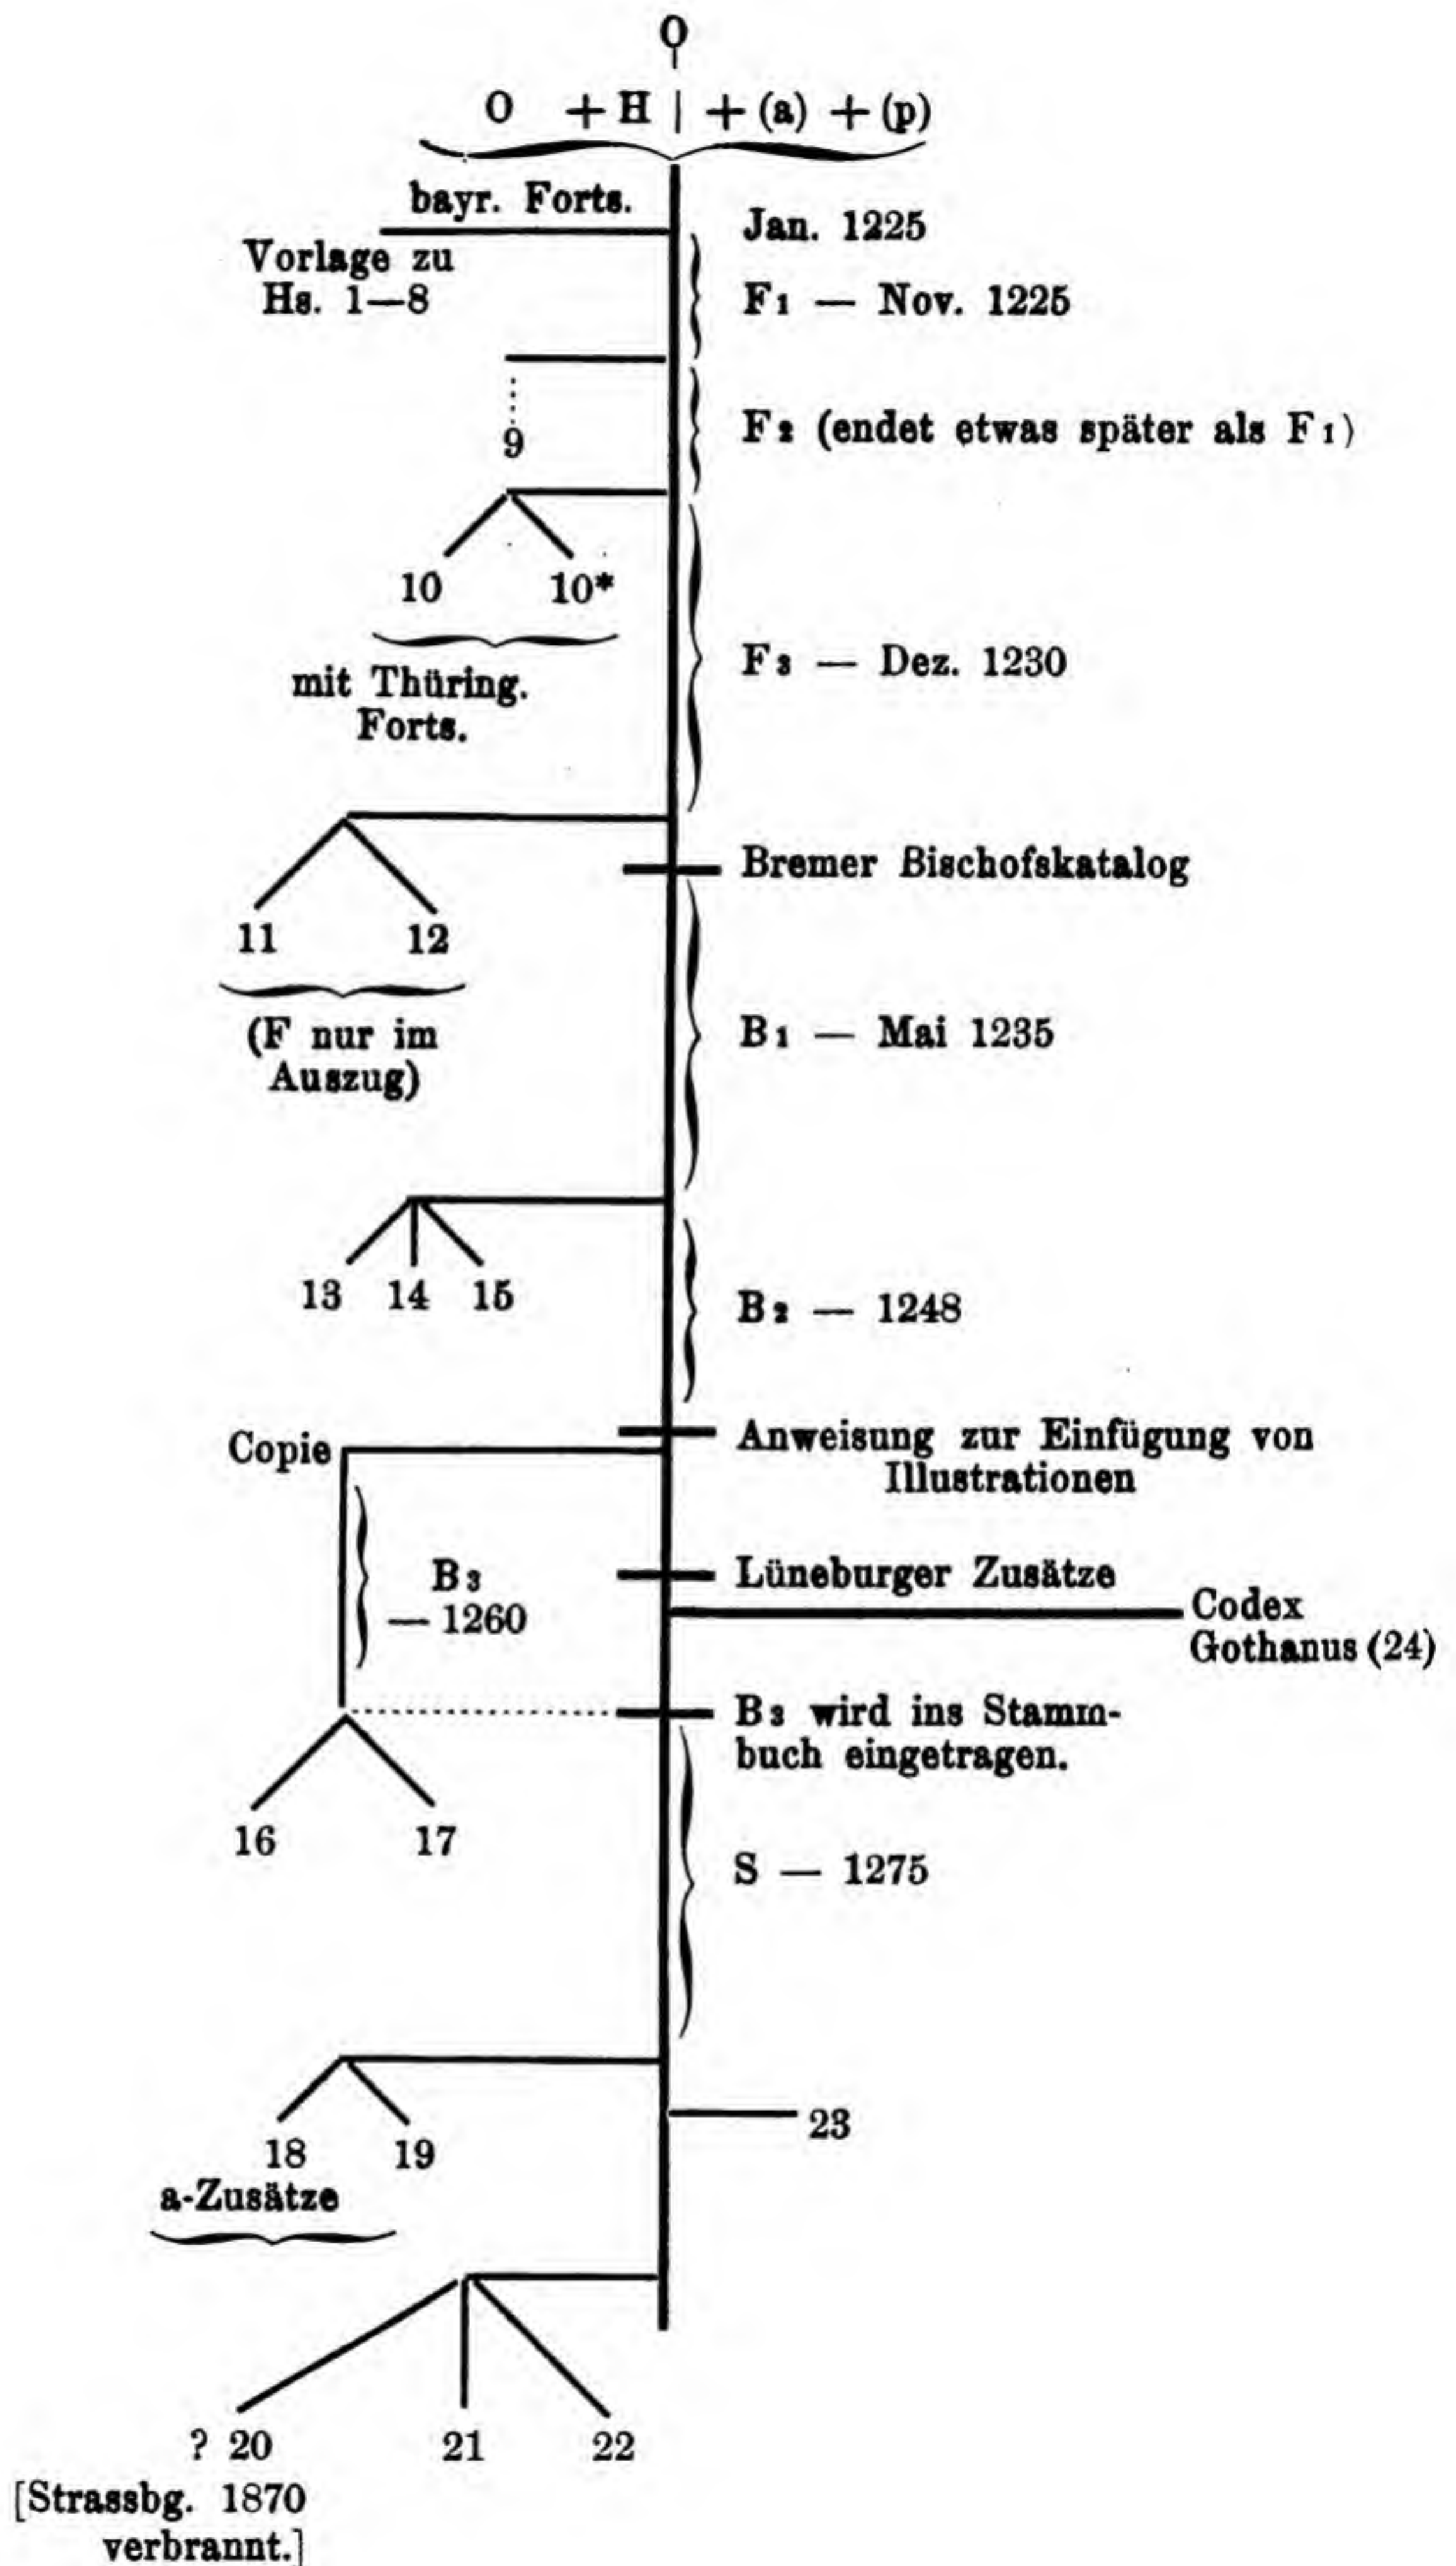 O
O + H | + (a) + (p)
bayr. Forts.
Jan. 1225
Vorlage zu
Hs. 1—8
F1 — Nov. 1225
9
F2 (endet etwas später als F1)
10 10*
mit Thüring.
Forts.
F3 — Dez. 1230
Bremer Bischofskatalog
11 12
(F nur im
Auszug)
B1 — Mai 1235
13 14 15
B2 — 1248
Copie
Anweisung zur Einfügung von
Illustrationen
B3
— 1260
Lüneburger Zusätze
Codex
Gothanus (24)
B3 wird ins Stamm-
buch eingetragen.
16 17
S — 1275
23
18 19
a-Zusätze
? 20 21 22
[Strassbg. 1870
verbrannt.]